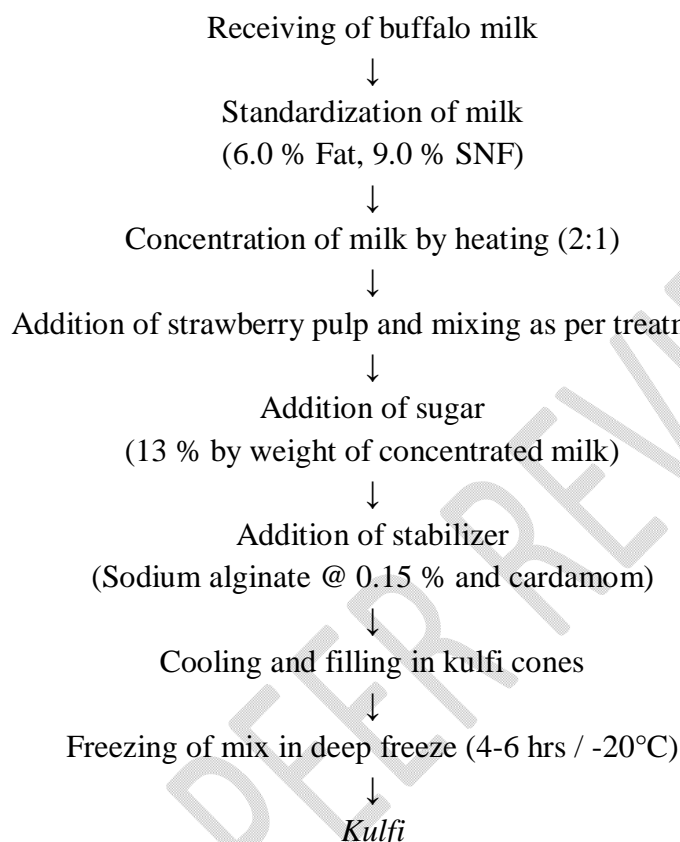 Receiving of buffalo milk
↓
Standardization of milk
(6.0 % Fat, 9.0 % SNF)
↓
Concentration of milk by heating (2:1)
↓
Addition of strawberry pulp and mixing as per
↓
Addition of sugar
(13 % by weight of concentrated milk)
↓
Addition of stabilizer
(Sodium alginate @ 0.15 % and cardamom)
↓
Cooling and filling in kulfi cones
↓
Freezing of mix in deep freeze (4-6 hrs / -20°C)
↓
Kulfi
PEER